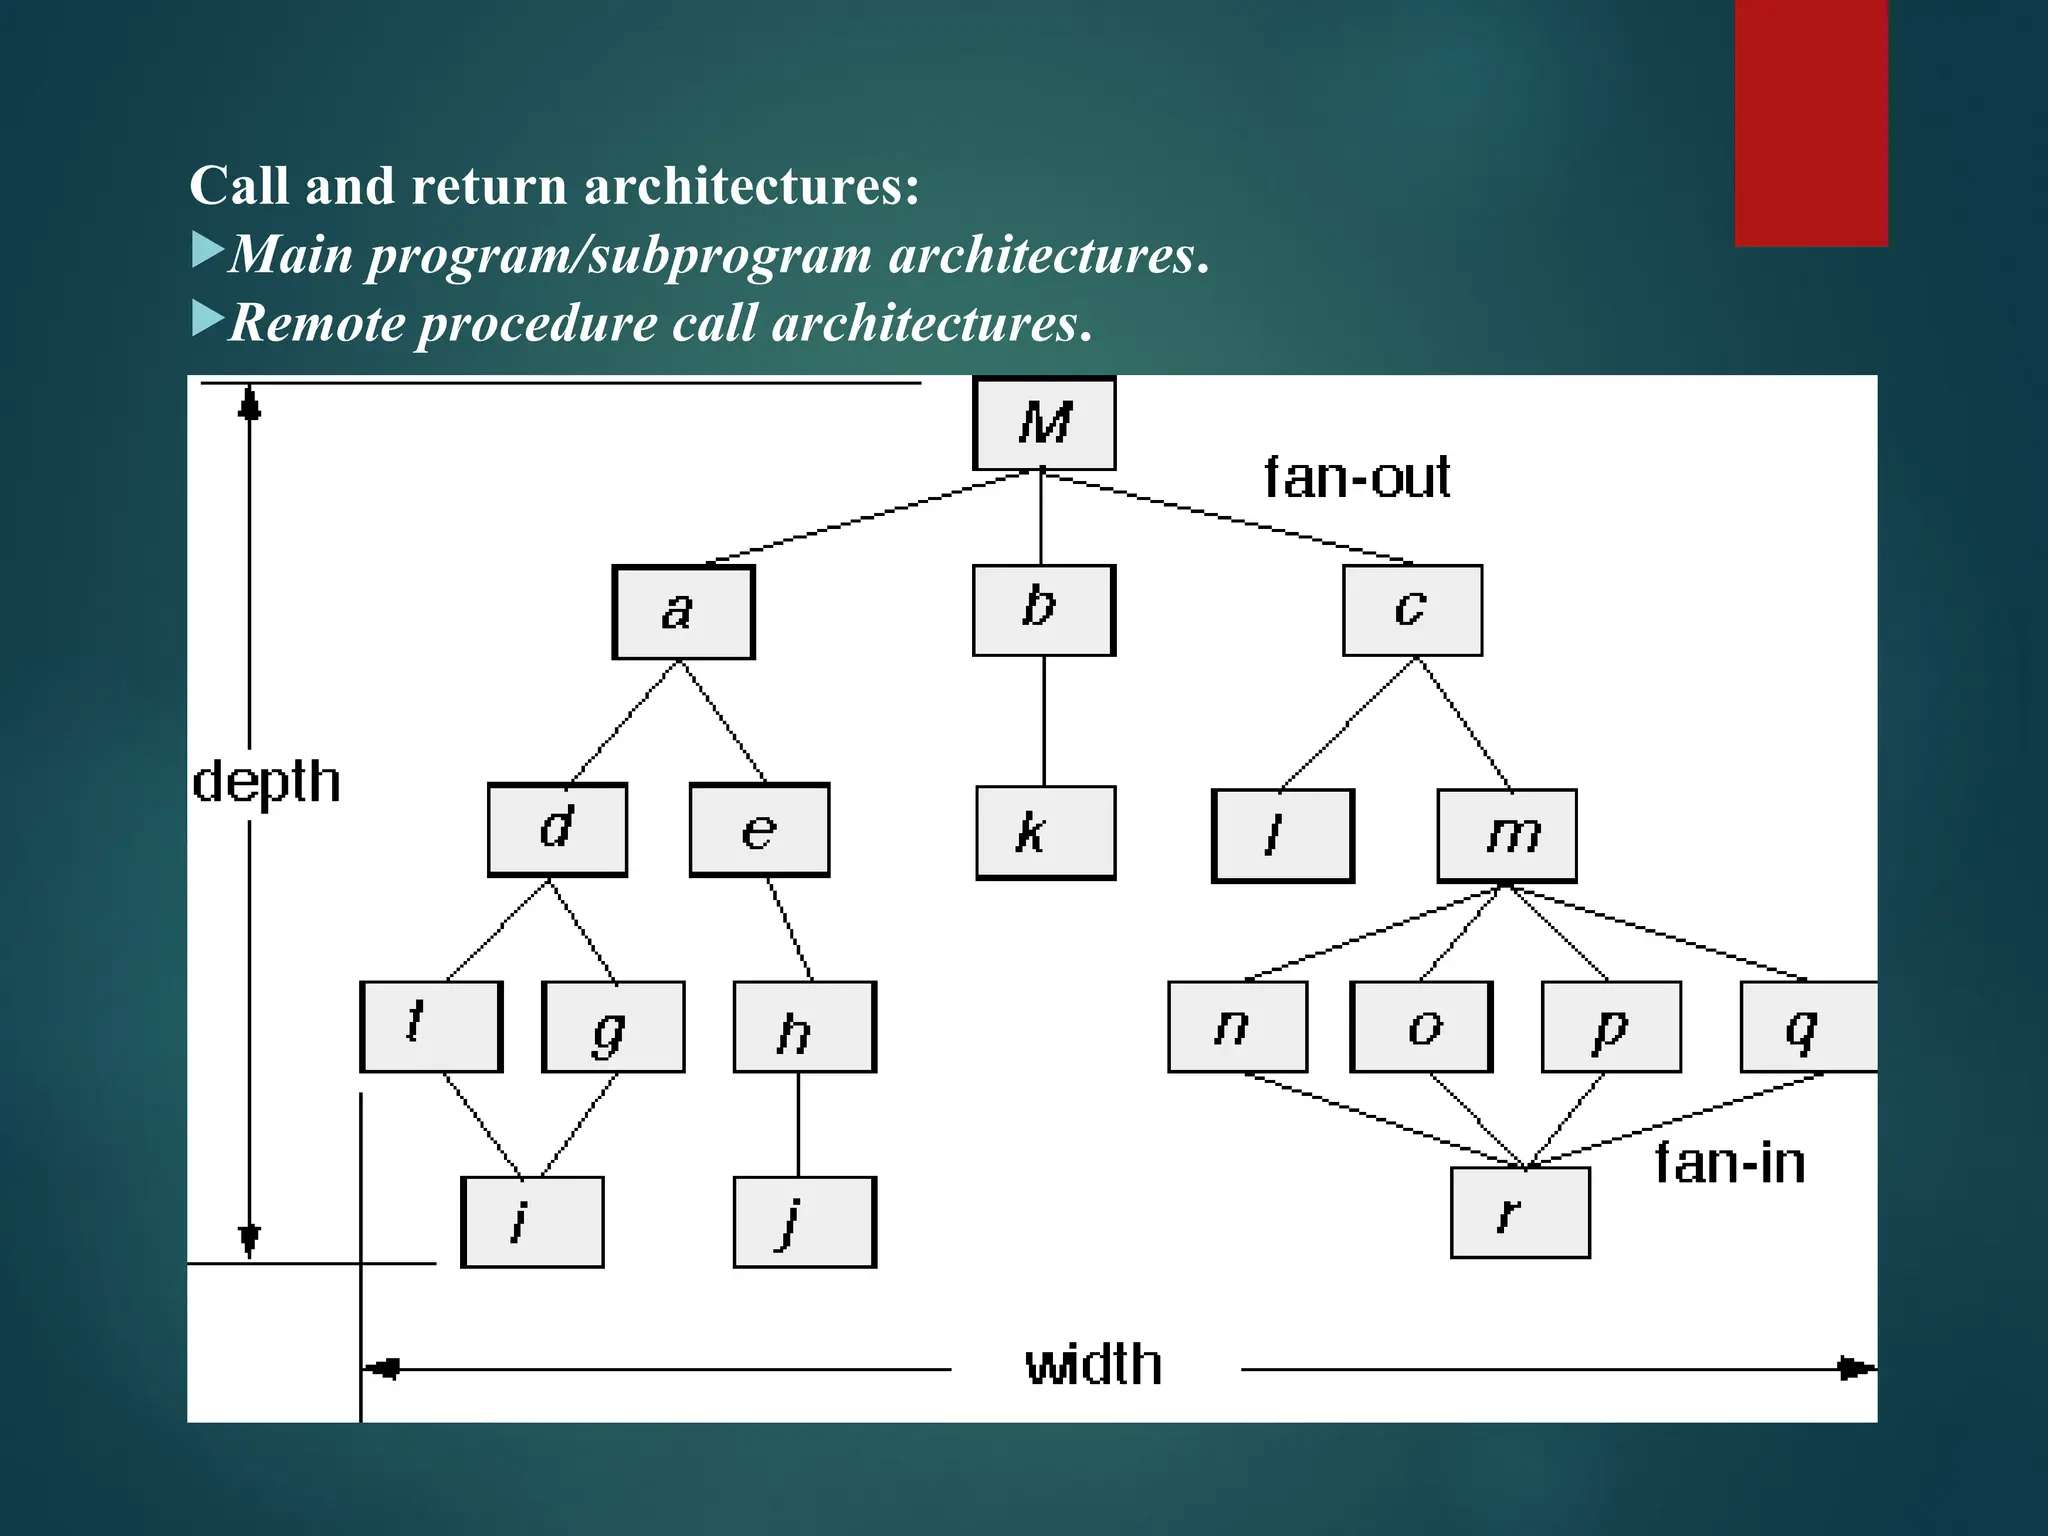 Call and return architectures:
Main program/subprogram architectures.
Remote procedure call architectures.
M
fan-out
a b c
depth
d e k l m
t g h n o p q
fan-in
i j r
width